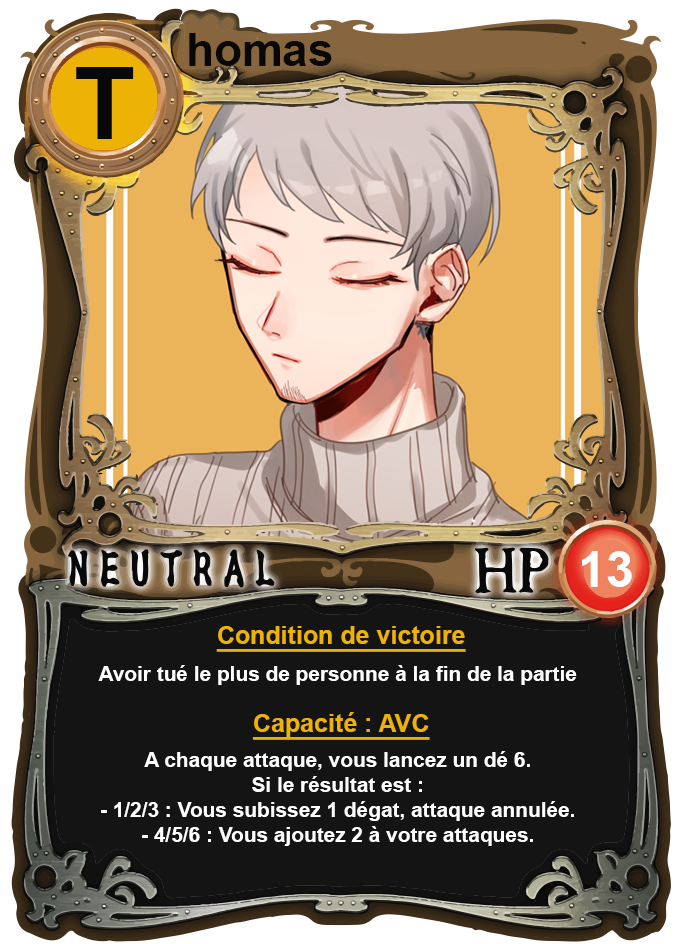 Thomas
NEUTRAL HP 13
Condition de victoire
Avoir tué le plus de personne à la fin de la partie
Capacité : AVC
A chaque attaque, vous lancez un dé 6.
Si le résultat est :
- 1/2/3 : Vous subissez 1 dégat, attaque annulée.
- 4/5/6 : Vous ajoutez 2 à votre attaques.